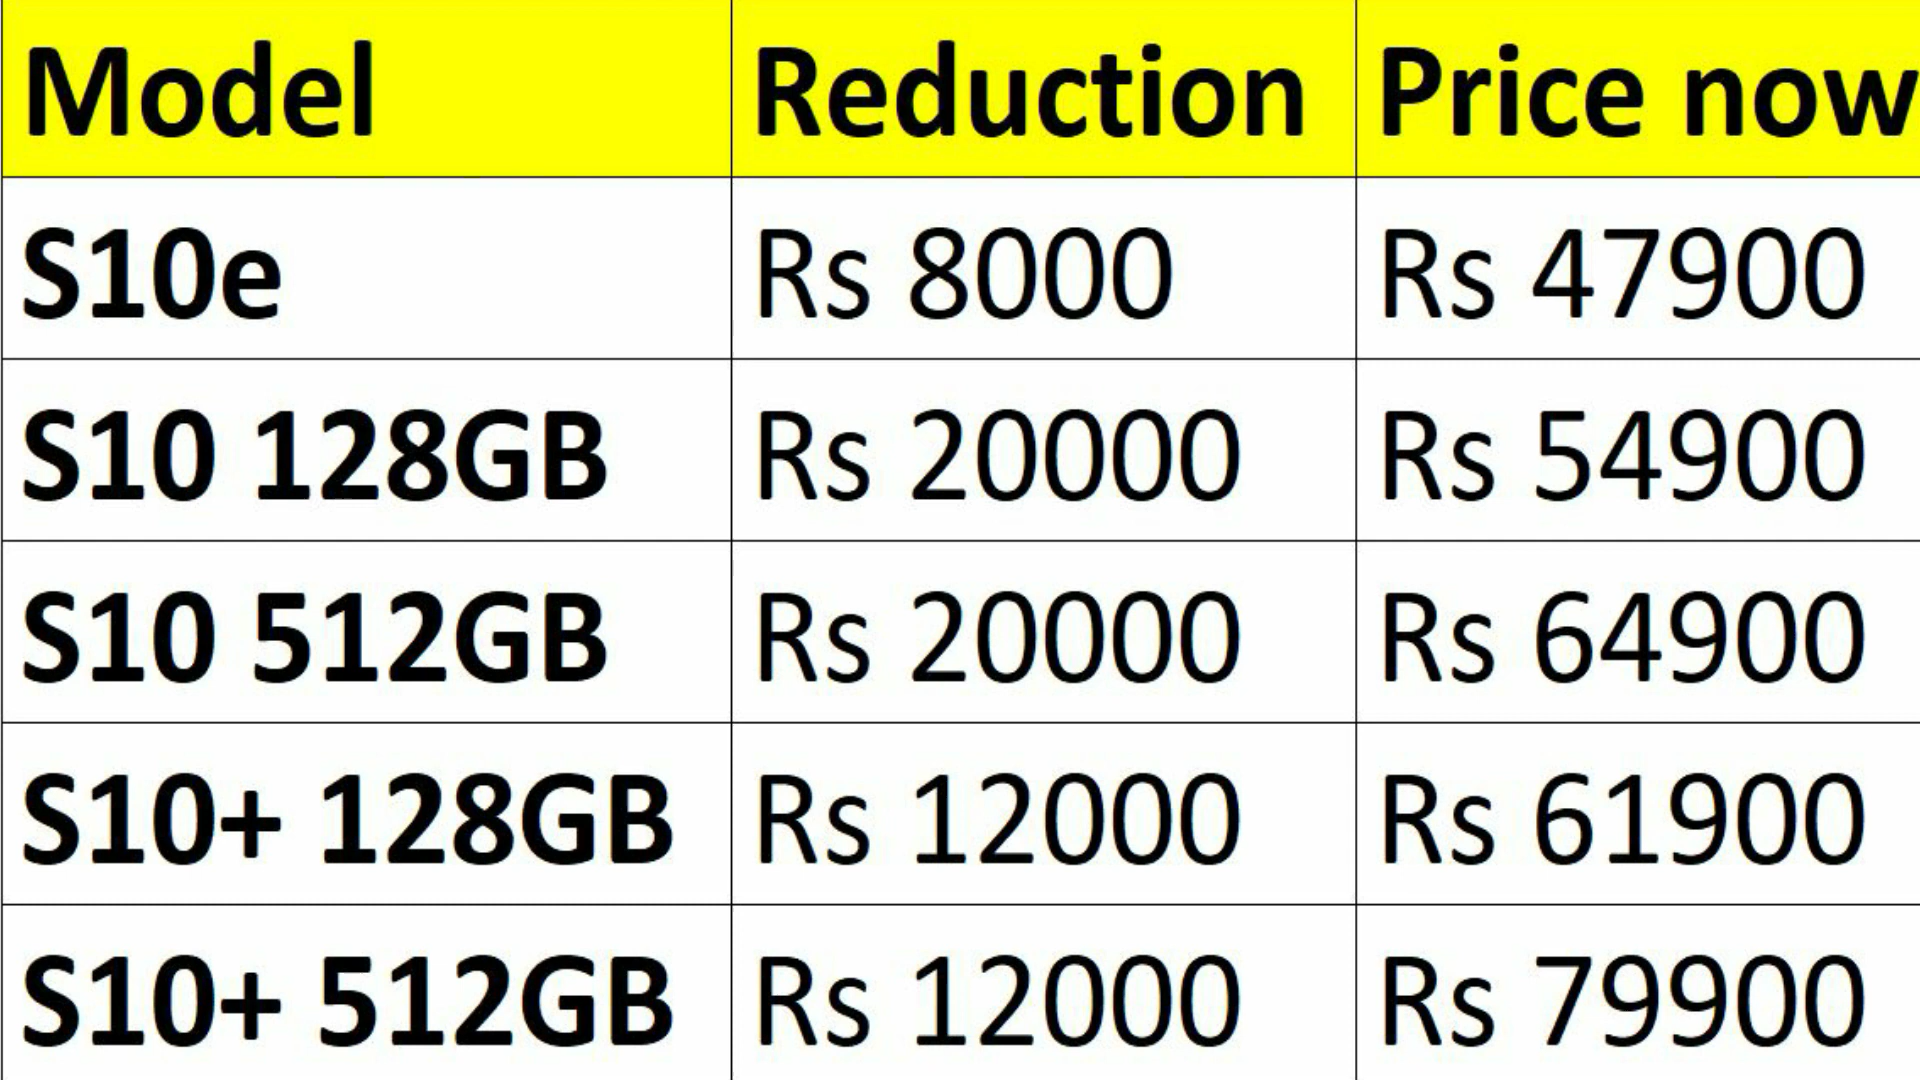 Model Reduction Price now
S10e Rs 8000 Rs 47900
S10 128GB Rs 20000 Rs 54900
S10 512GB Rs 20000 Rs 64900
S10+ 128GB Rs 12000 Rs 61900
S10+ 512GB Rs 12000 Rs 79900